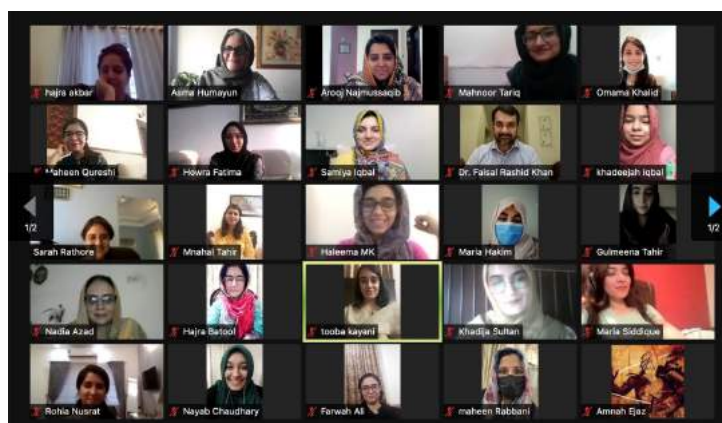 hajra akbar
Asma Humayun
Arooj Najmussaqib
Mahnoor Tariq
Omama Khalid
Maheen Qureshi
Howra Fatima
Samiya Iqbal
Dr. Faisal Rashid Khan
khadeejah Iqbal
1/2
1/2
Sarah Rathore
Mnahal Tahir
Haleema MK
Maria Hakim
Gulmeena Tahir
Nadia Azad
Hajra Batool
tooba kayani
Khadija Sultan
Maria Siddique
Rohia Nusrat
Nayab Chaudhary
Farwah Ali
maheen Rabbani
Amnah Ejaz